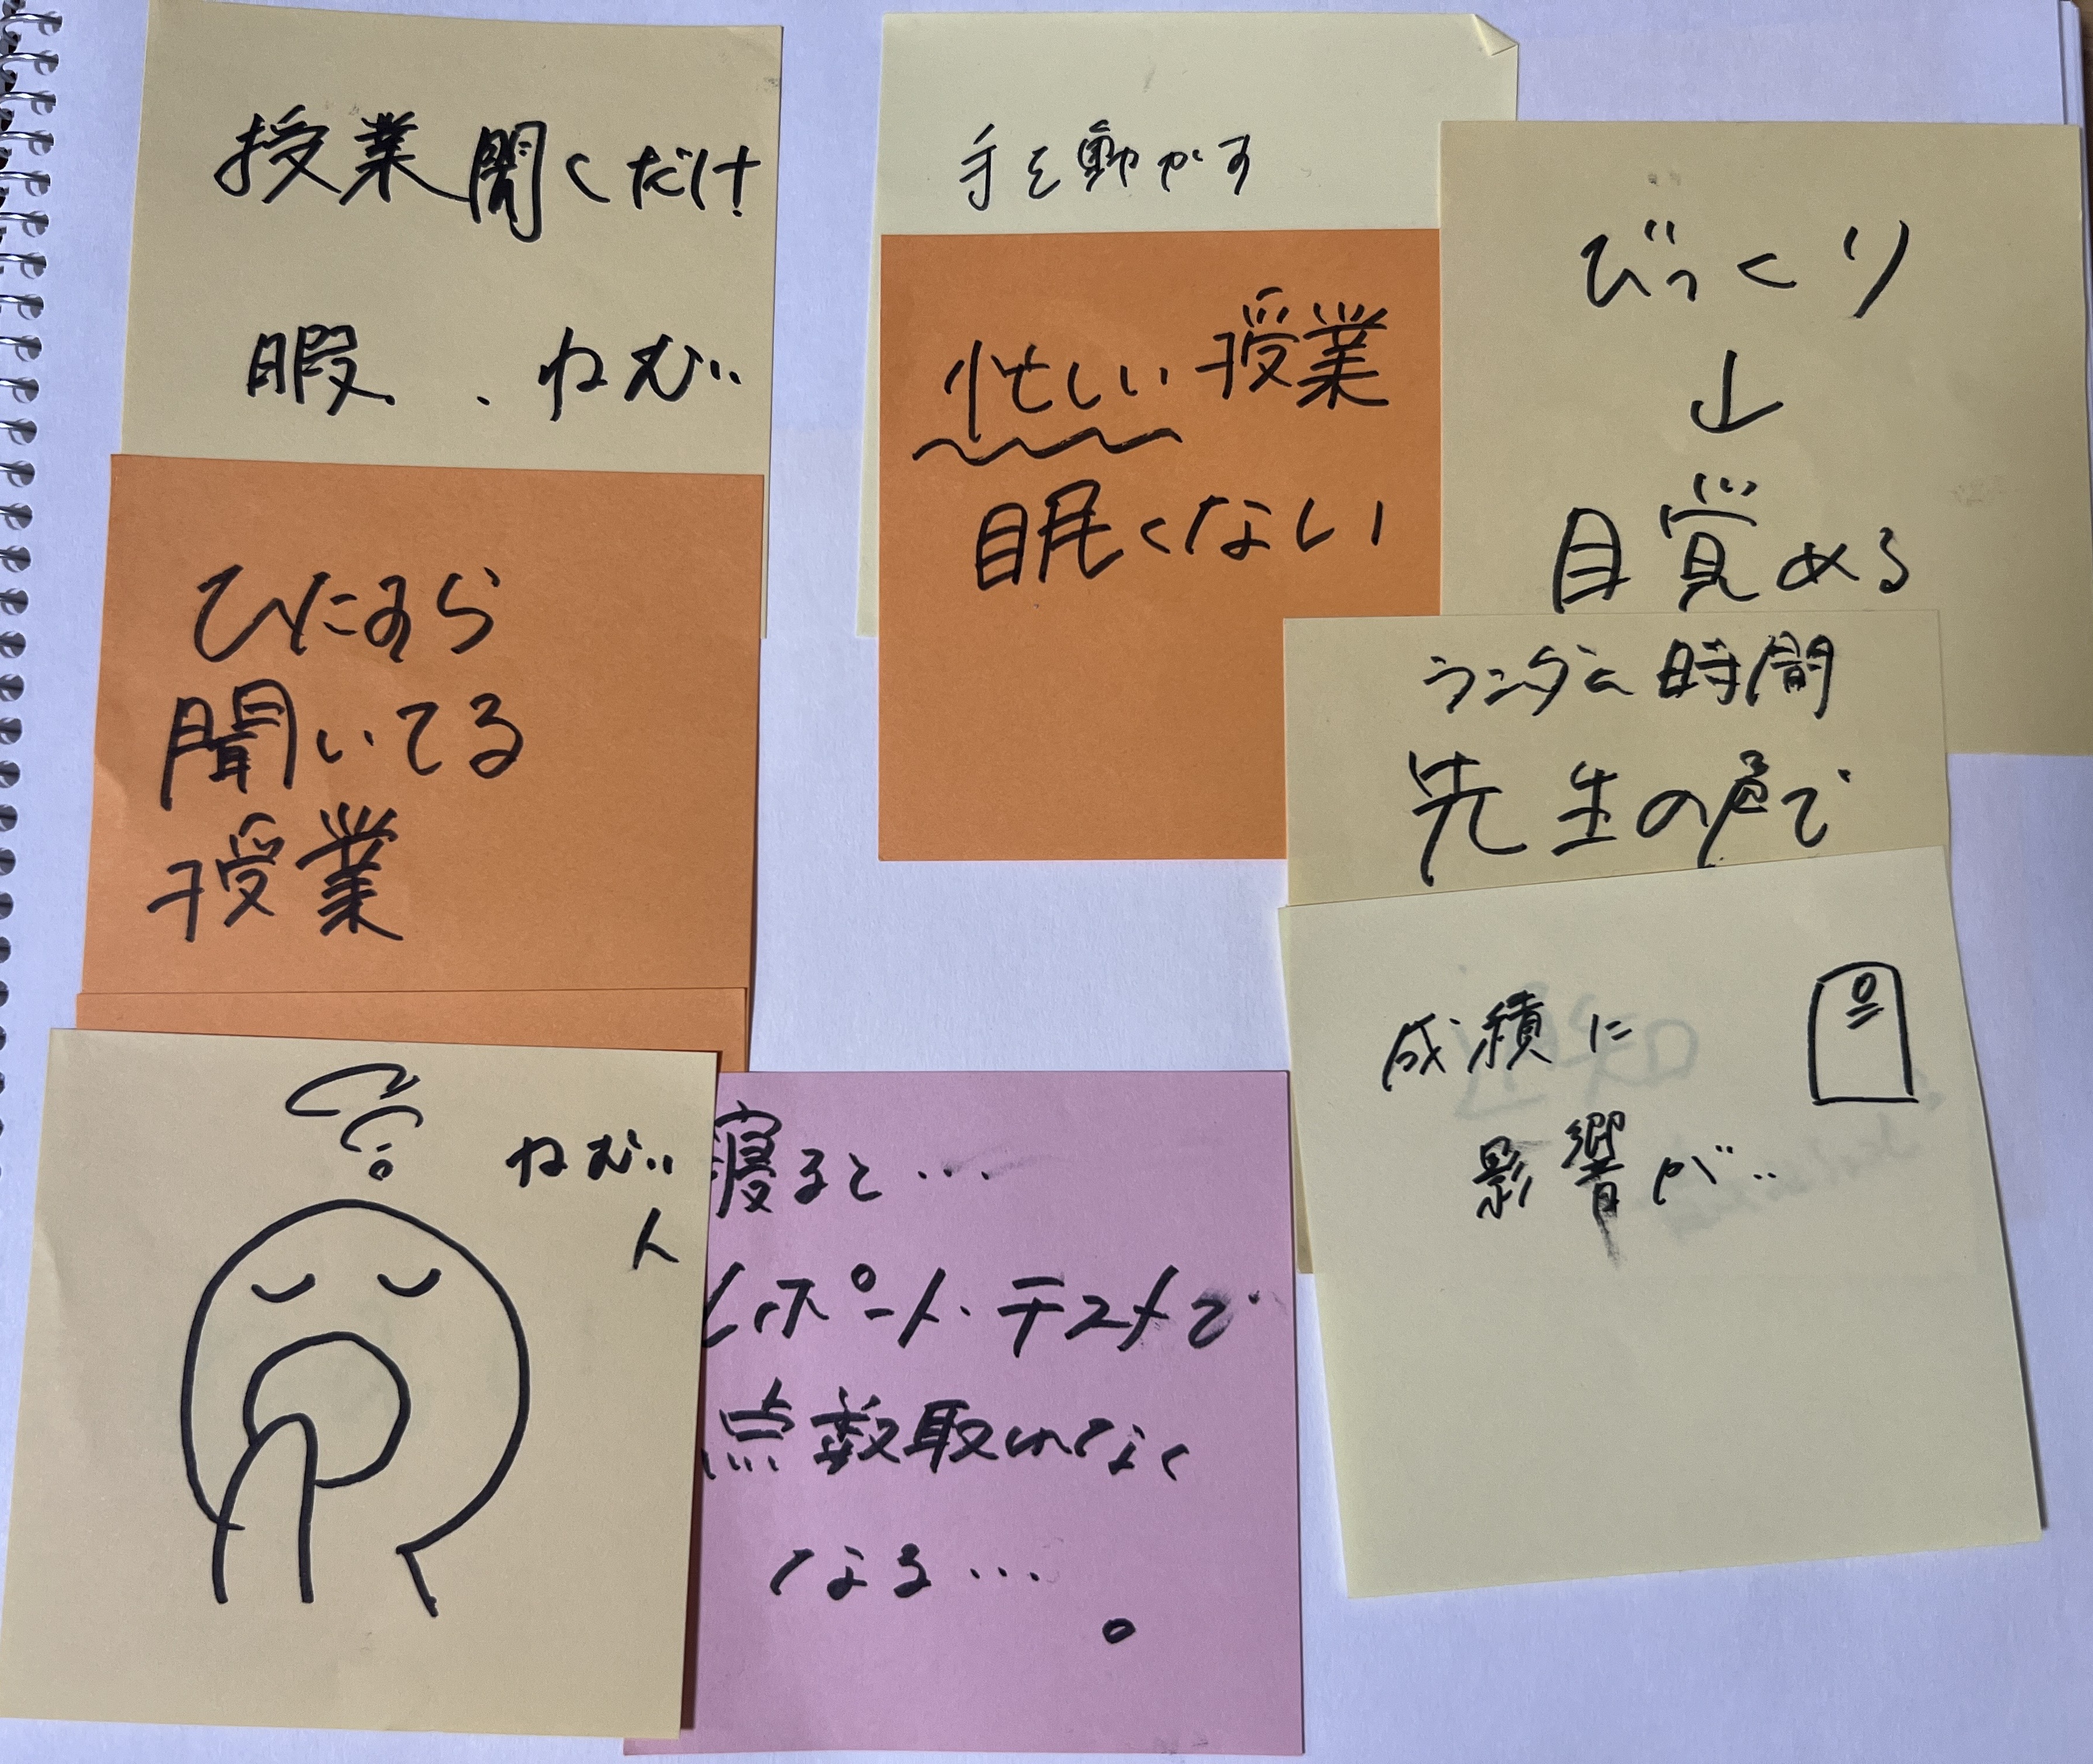 授業聞くだけ
暇..ねむい
ひたすら
聞いてる
授業
ねむい
人
手を動かす
忙しい授業
眠くない
寝ると...
レポート・テストで
点数取れなく
なる...。
びっくり
↓
目覚める
ランダム時間
先生の声で
成績に
影響が..